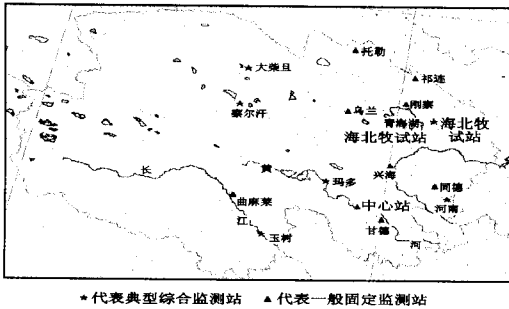 托勒
大柴旦
祁连
察尔汗
乌兰
刚察
青海湖
海北牧
试站
海北牧试站
黄
兴海
长
玛多
同德
曲麻莱
中心站
河南
江
甘德
玉树
河
★代表典型综合监测站 ▲代表一般固定监测站